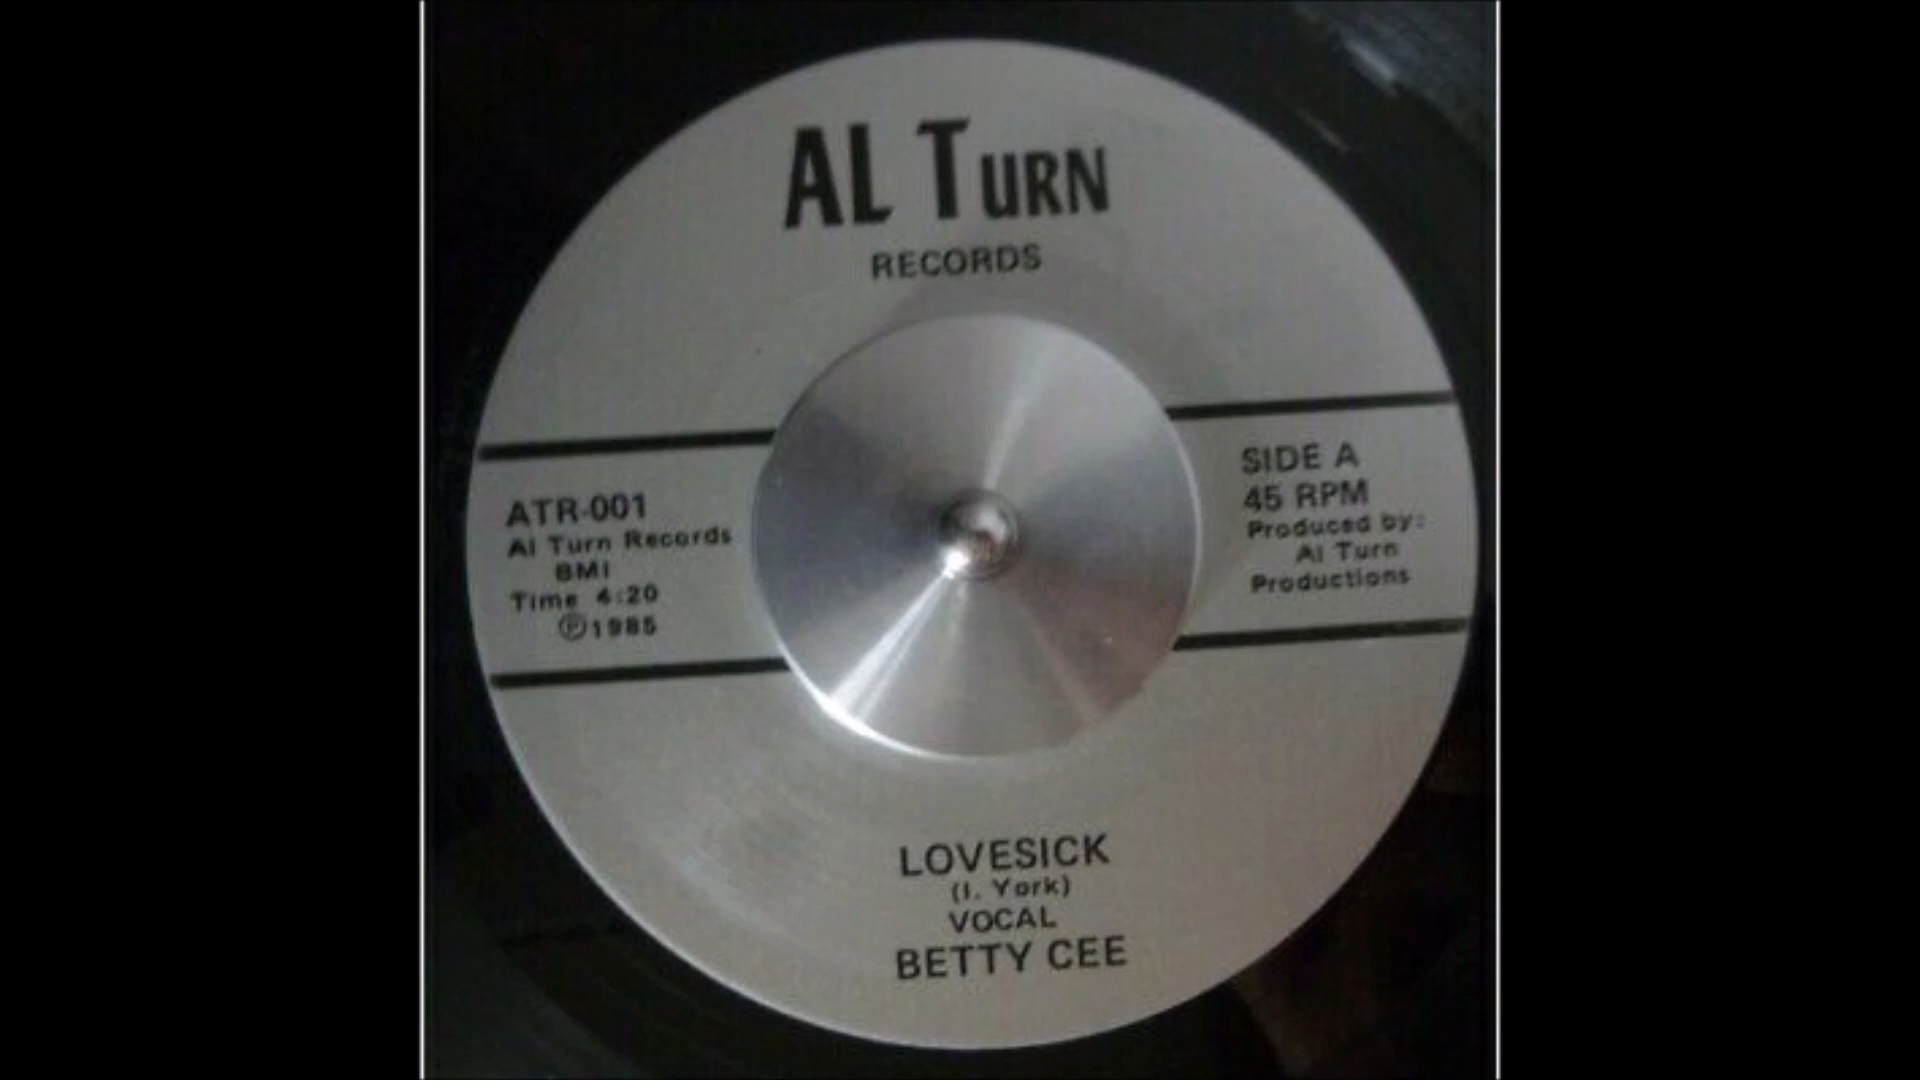 AL TURN
RECORDS
ATR-001
Al Turn Records
BMI
Time 4:20
Ⓟ1985
SIDE A
45 RPM
Produced by:
Al Turn
Productions
LOVESICK
(I. York)
VOCAL
BETTY CEE